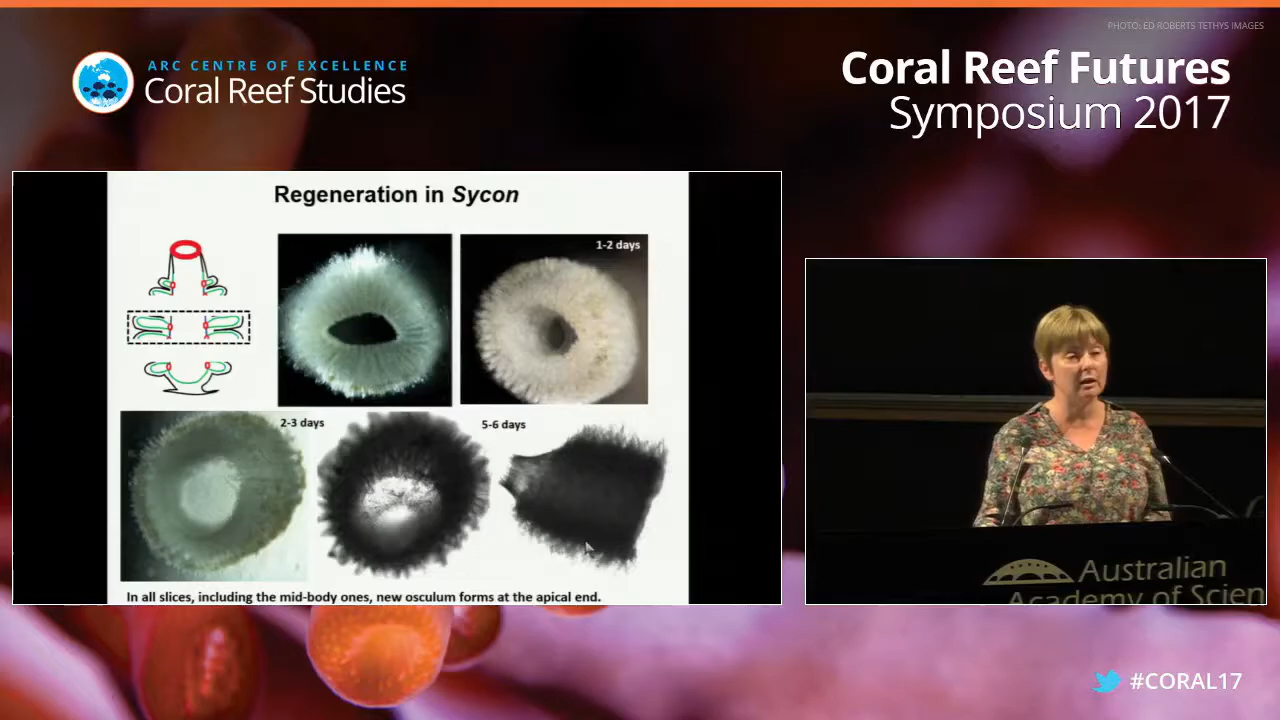 PHOTO: ED ROBERTS TETHYS IMAGES
ARC CENTRE OF EXCELLENCE
Coral Reef Studies
Coral Reef Futures
Symposium 2017
Regeneration in Sycon
1-2 days
2-3 days
5-6 days
In all slices, including the mid-body ones, new osculum forms at the apical end.
Australian
Academy of Scien
#CORAL17